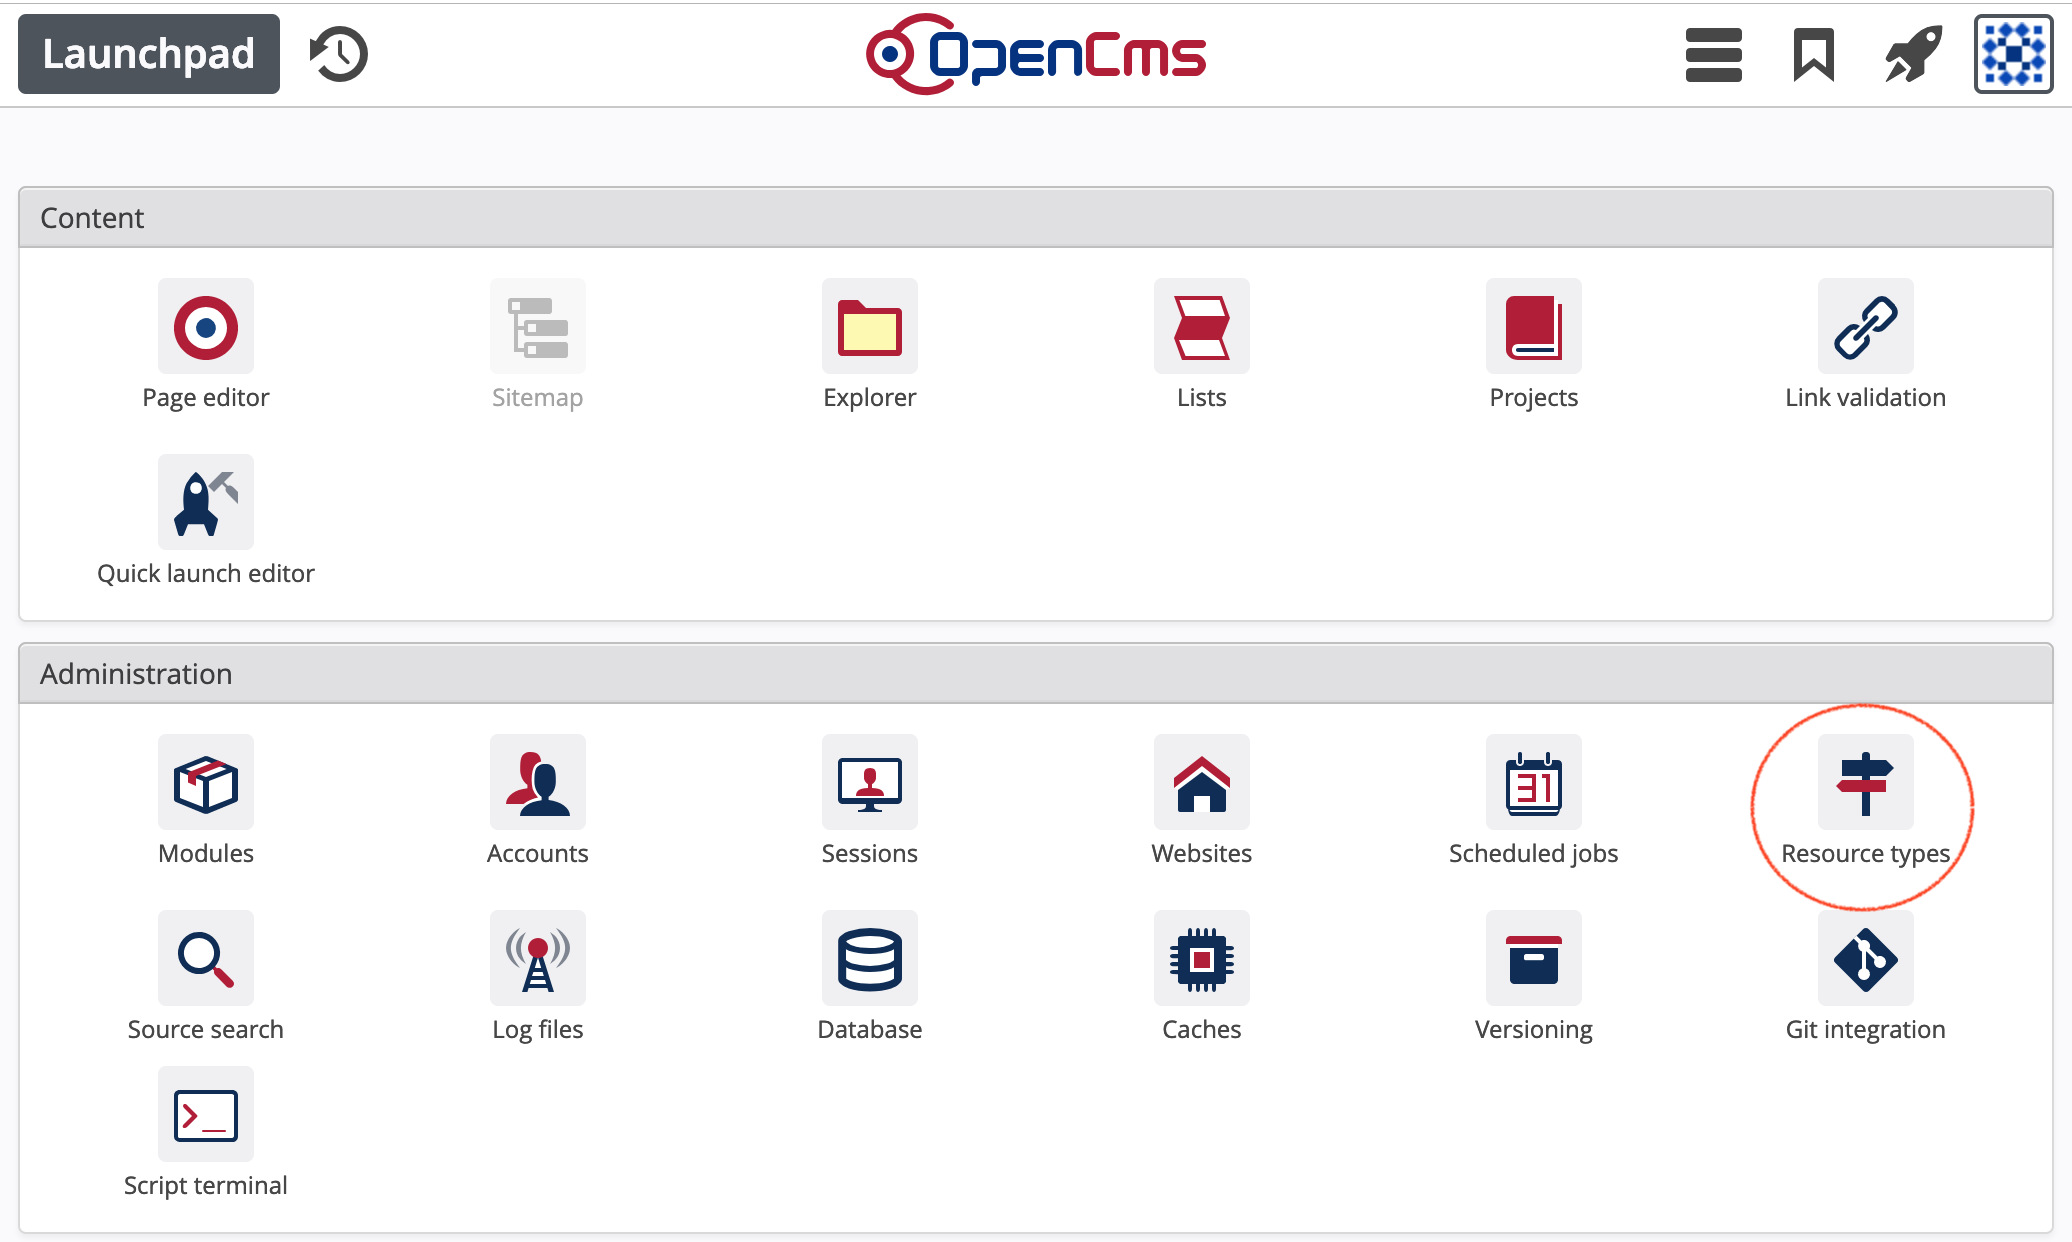 Launchpad
OpenCms
Content
Page editor
Sitemap
Explorer
Lists
Projects
Link validation
Quick launch editor
Administration
Modules
Accounts
Sessions
Websites
31
Scheduled jobs
Resource types
Source search
Log files
Database
Caches
Versioning
Git integration
>_
Script terminal